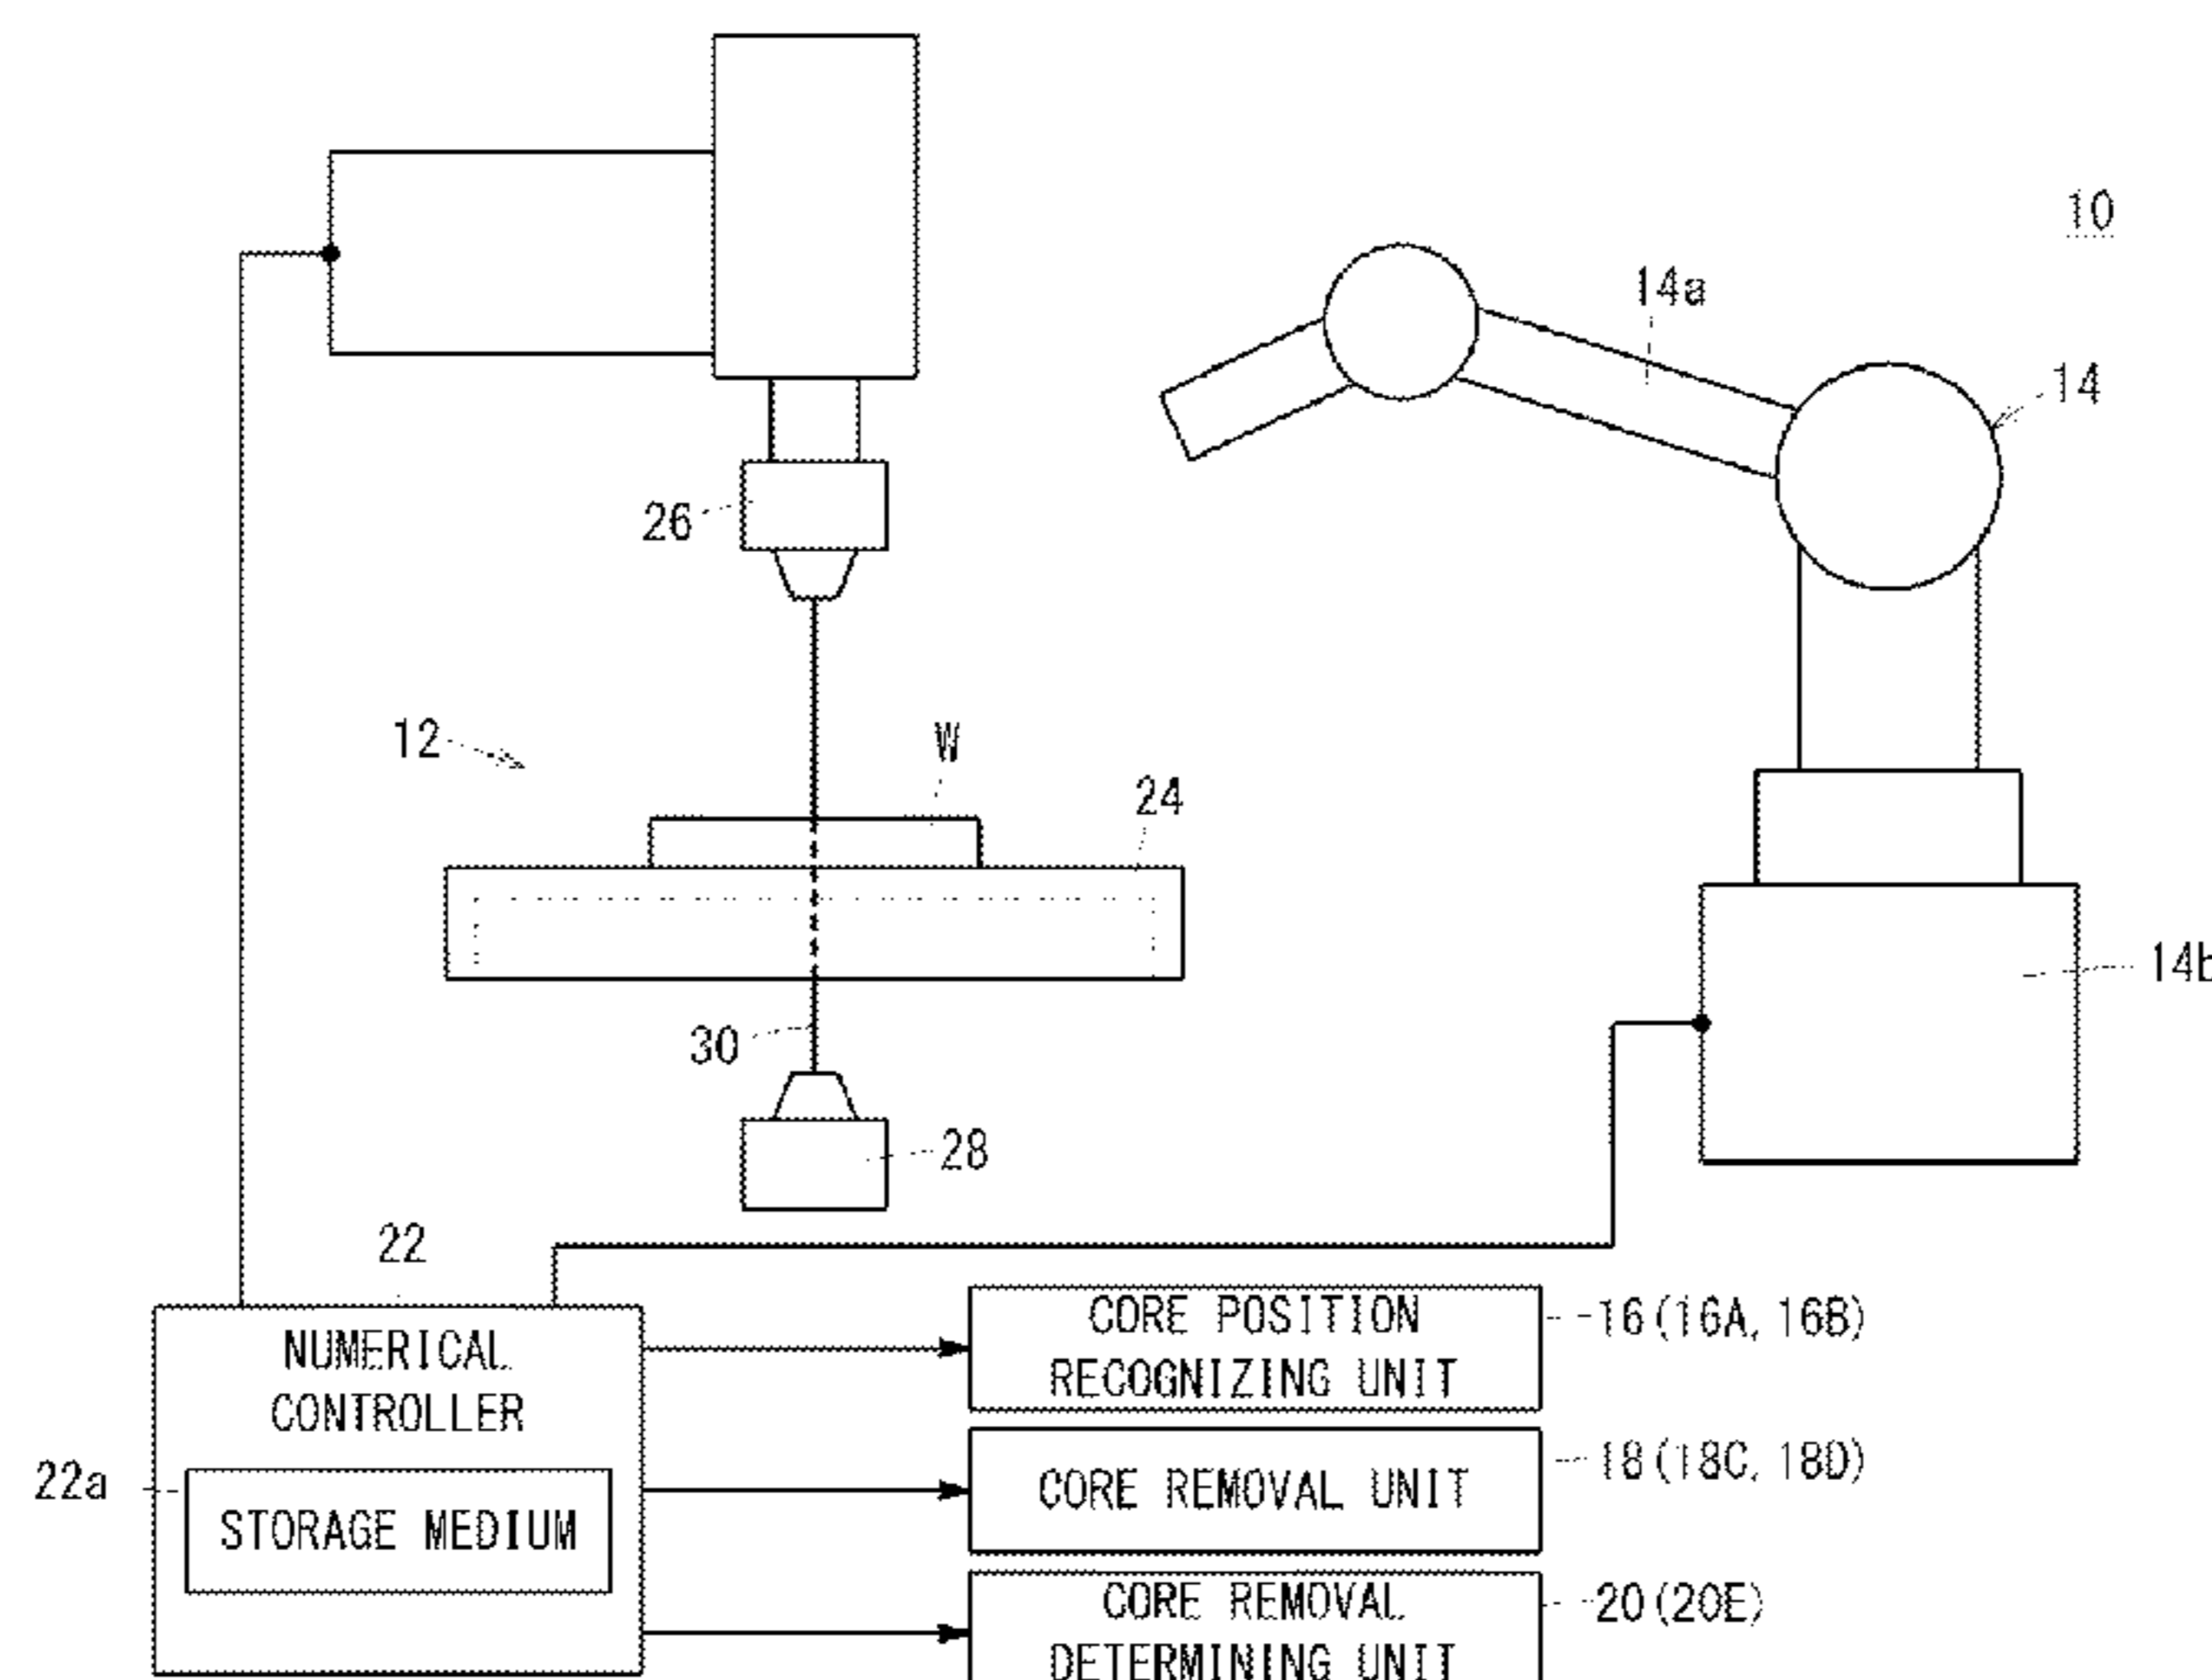 10
14a
14
26
12
W
24
14b
30
28
22
NUMERICAL
CONTROLLER
22a
STORAGE MEDIUM
CORE POSITION
RECOGNIZING UNIT
16(16A, 16B)
CORE REMOVAL UNIT
18(18C, 18D)
CORE REMOVAL
DETERMINING UNIT
20(20E)